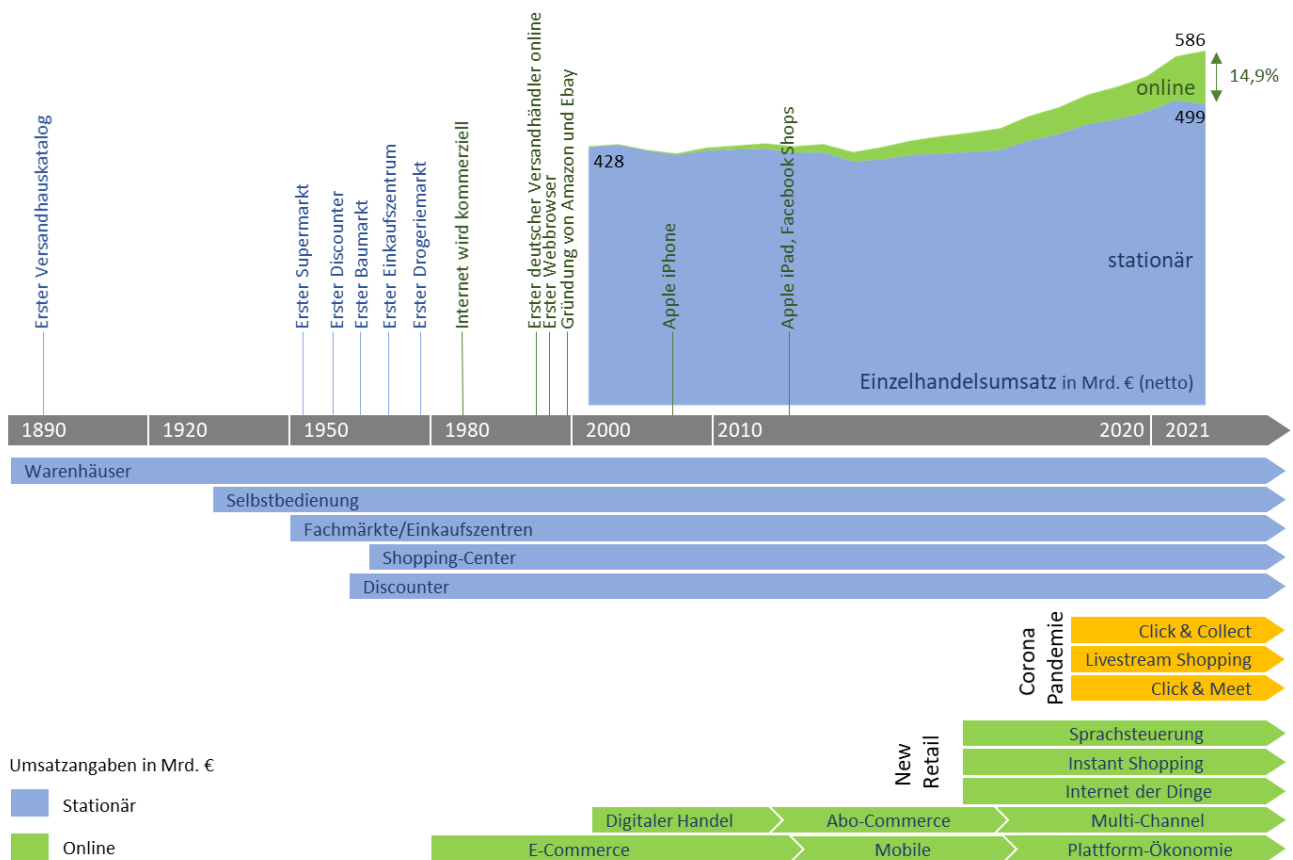 586
14,9%
online
499
428
stationär
Einzelhandelsumsatz in Mrd. € (netto)
Erster Versandhauskatalog
Erster Supermarkt
Erster Discounter
Erster Baumarkt
Erster Einkaufszentrum
Erster Drogeriemarkt
Internet wird kommerziell
Erster deutscher Versandhändler online
Erster Webbrowser
Gründung von Amazon und Ebay
Apple iPhone
Apple iPad, Facebook Shops
1890
1920
1950
1980
2000
2010
2020
2021
Warenhäuser
Selbstbedienung
Fachmärkte/Einkaufszentren
Shopping-Center
Discounter
Corona
Pandemie
Click & Collect
Livestream Shopping
Click & Meet
New
Retail
Sprachsteuerung
Instant Shopping
Internet der Dinge
Digitaler Handel
Abo-Commerce
Multi-Channel
E-Commerce
Mobile
Plattform-Ökonomie
Umsatzangaben in Mrd. €
Stationär
Online